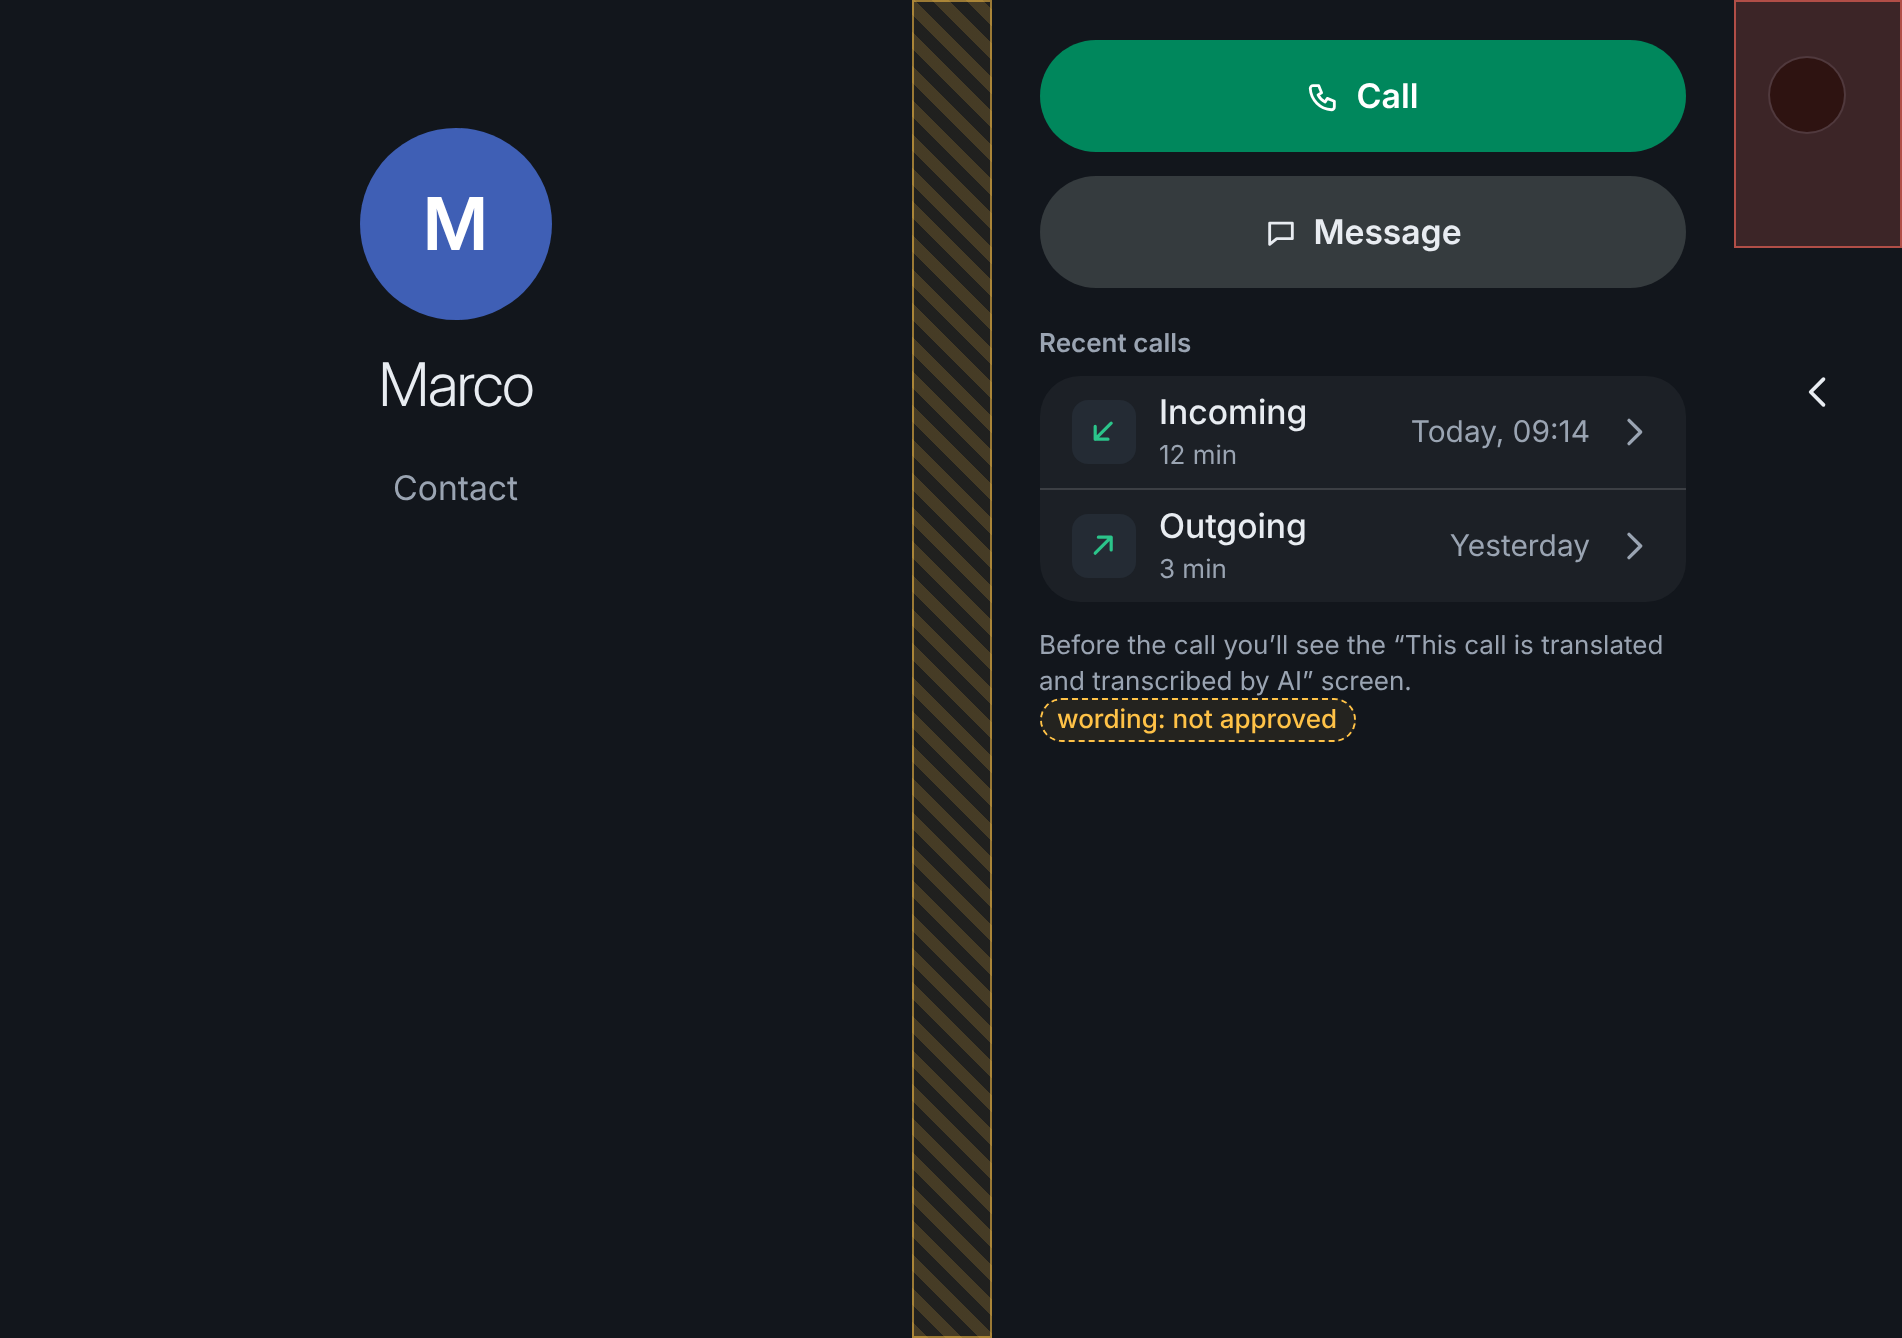 M
Marco
Contact
Call
Message
Recent calls
Incoming
12 min
Today, 09:14
Outgoing
3 min
Yesterday
Before the call you’ll see the “This call is translated
and transcribed by AI” screen.
wording: not approved